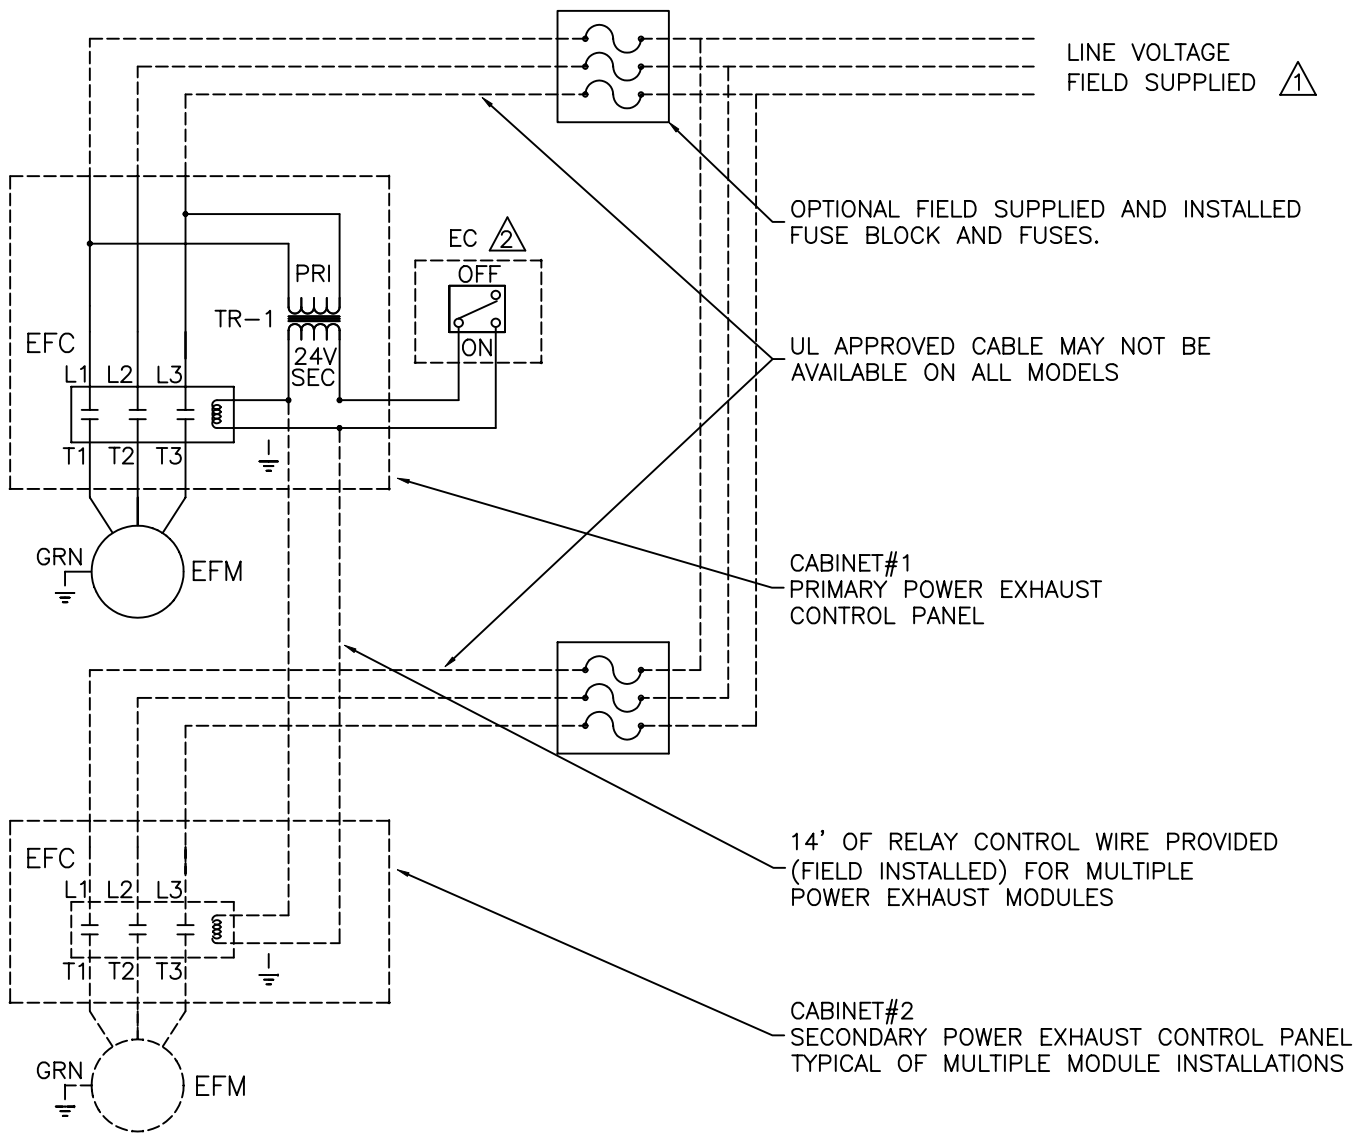 LINE VOLTAGE
FIELD SUPPLIED 1
OPTIONAL FIELD SUPPLIED AND INSTALLED
FUSE BLOCK AND FUSES.
EC 2
OFF
PRI
TR-1
ON
24V
SEC
EFC
L1 L2 L3
T1 T2 T3
UL APPROVED CABLE MAY NOT BE
AVAILABLE ON ALL MODELS
GRN
EFM
CABINET#1
PRIMARY POWER EXHAUST
CONTROL PANEL
14' OF RELAY CONTROL WIRE PROVIDED
(FIELD INSTALLED) FOR MULTIPLE
POWER EXHAUST MODULES
EFC
L1 L2 L3
T1 T2 T3
CABINET#2
SECONDARY POWER EXHAUST CONTROL PANEL
TYPICAL OF MULTIPLE MODULE INSTALLATIONS
GRN
EFM